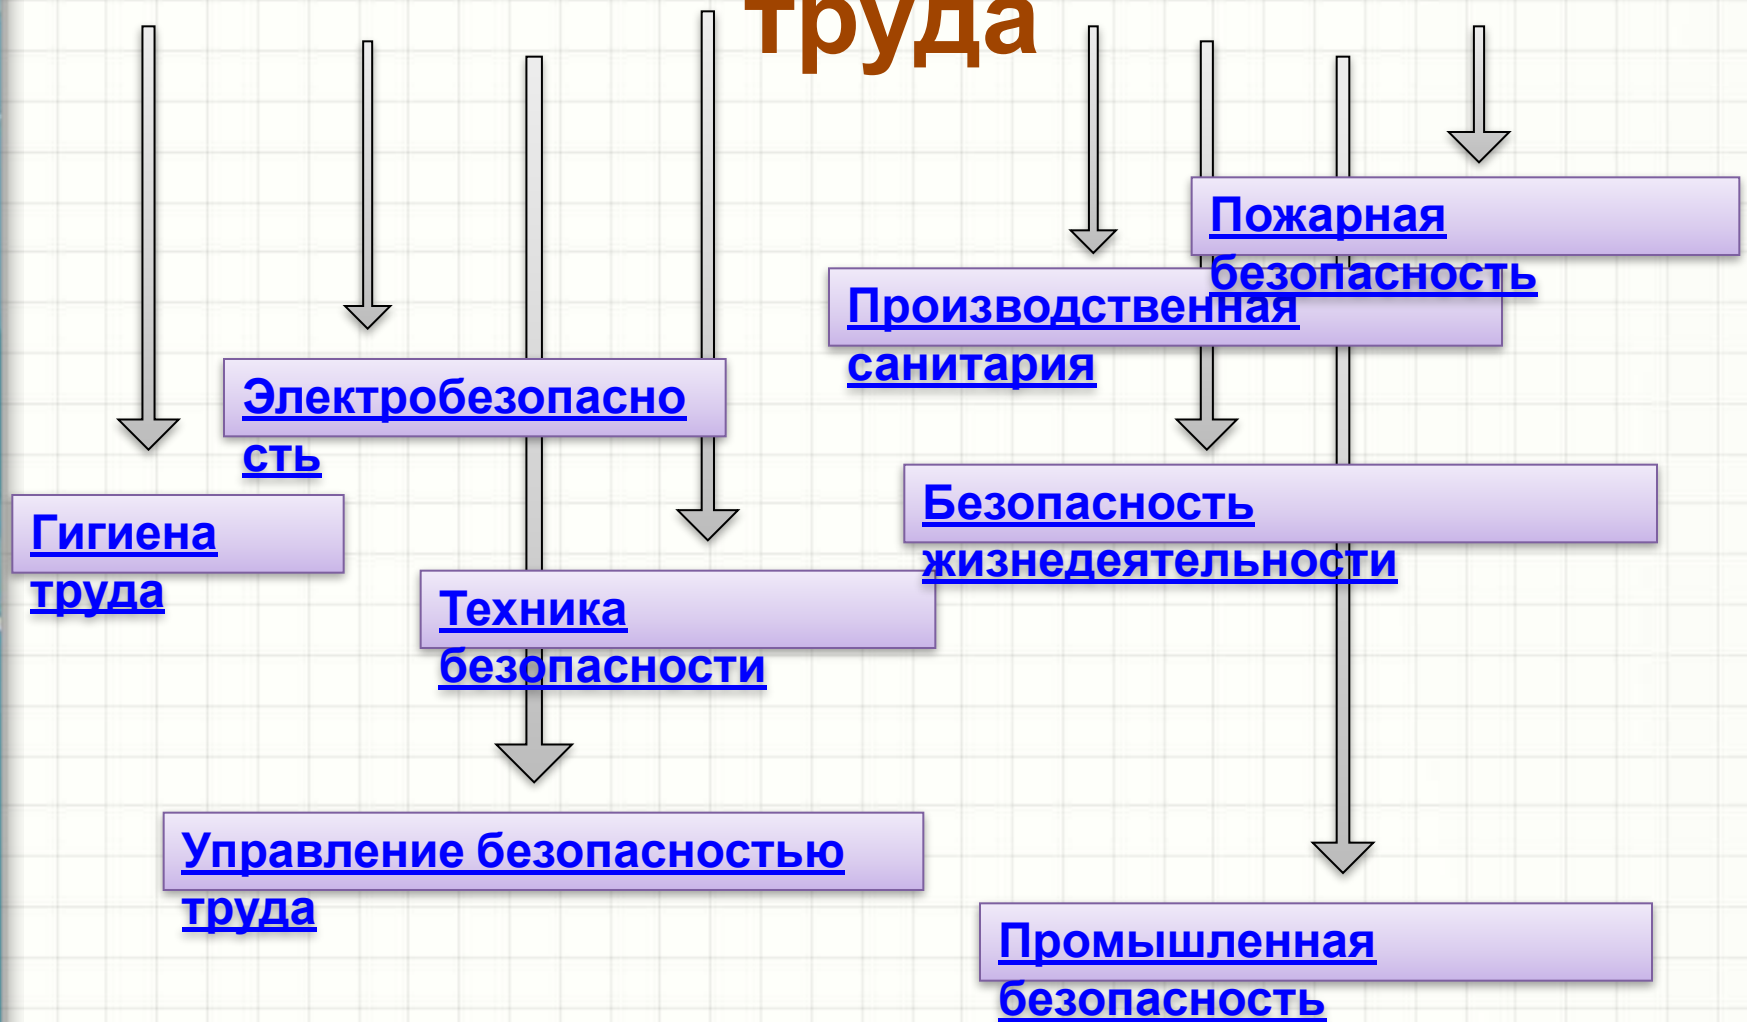 труда
Пожарная
безопасность
Производственная
санитария
Электробезопасно
сть
Безопасность
жизнедеятельности
Гигиена
труда
Техника
безопасности
Управление безопасностью
труда
Промышленная
безопасность